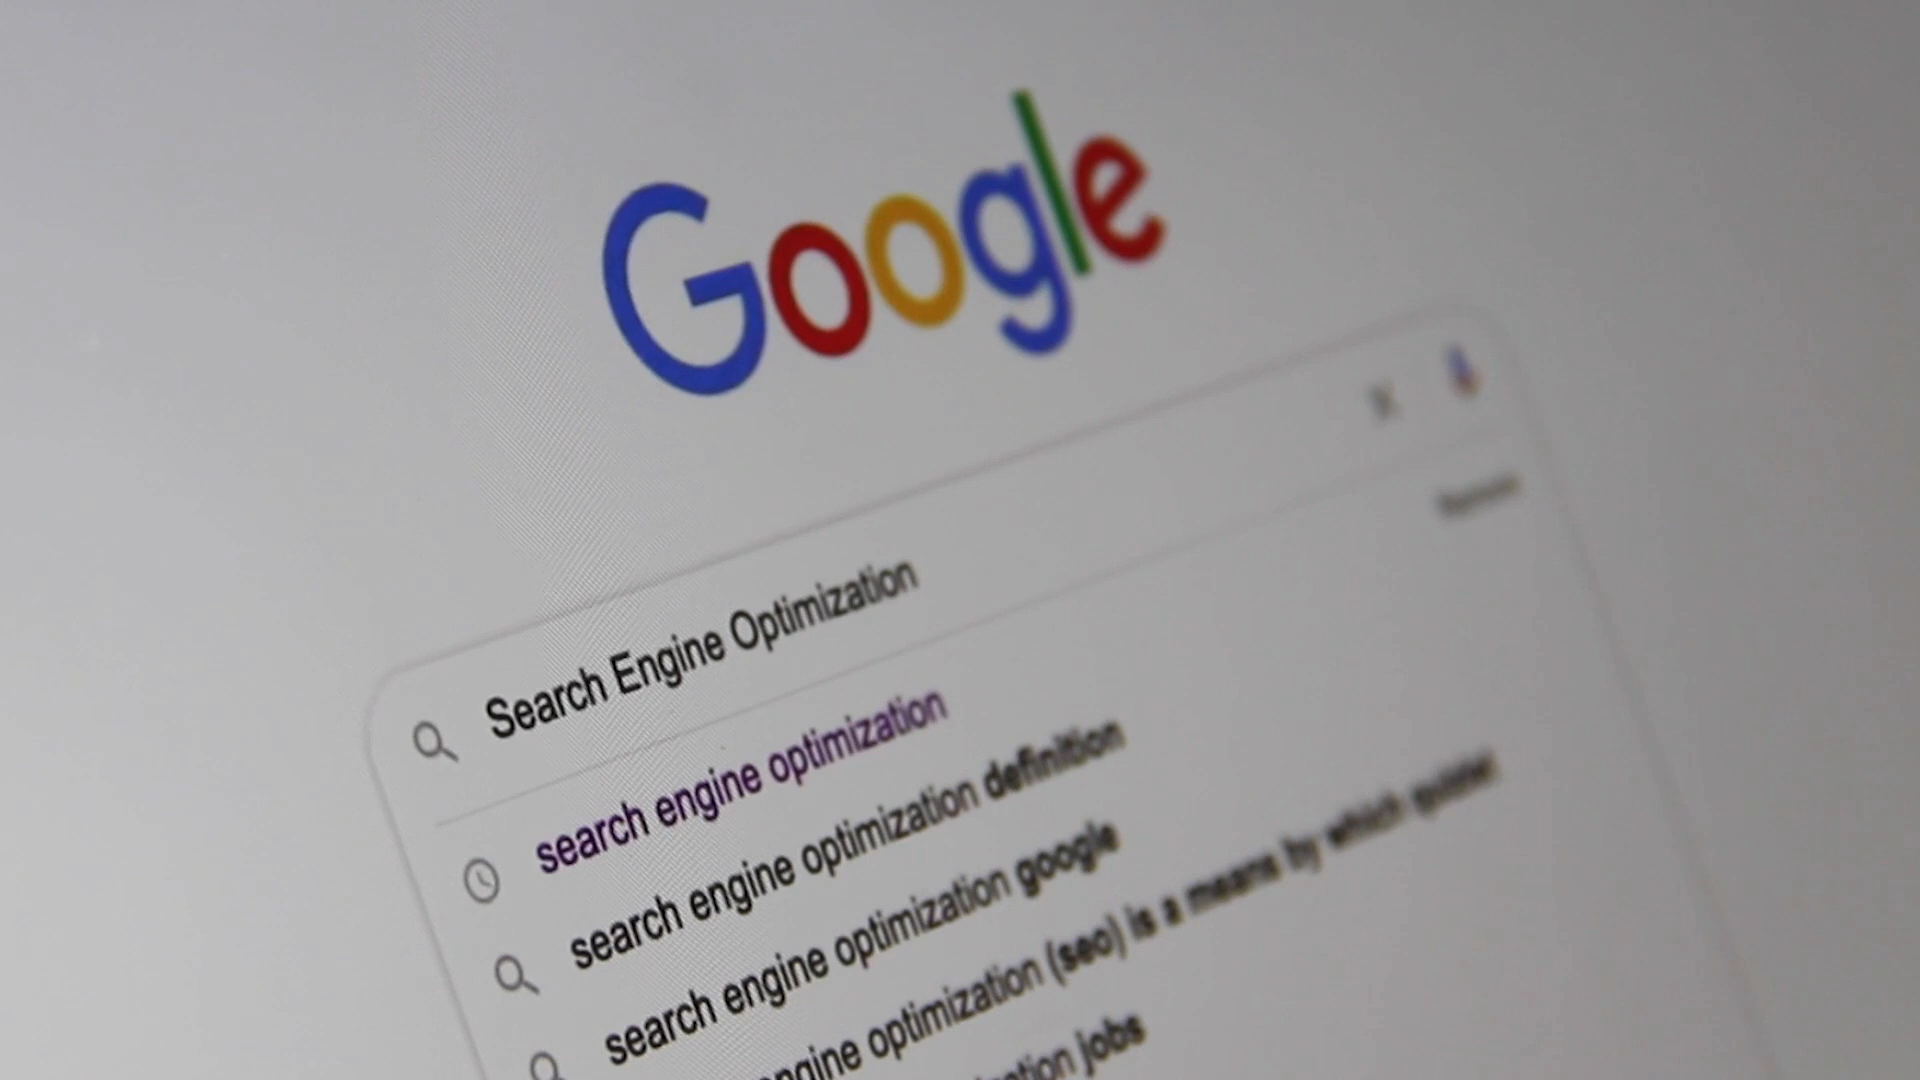 Google
Search Engine Optimization
search engine optimization
search engine optimization definition
search engine optimization google
engine optimization (seo) is a means by which
jobs